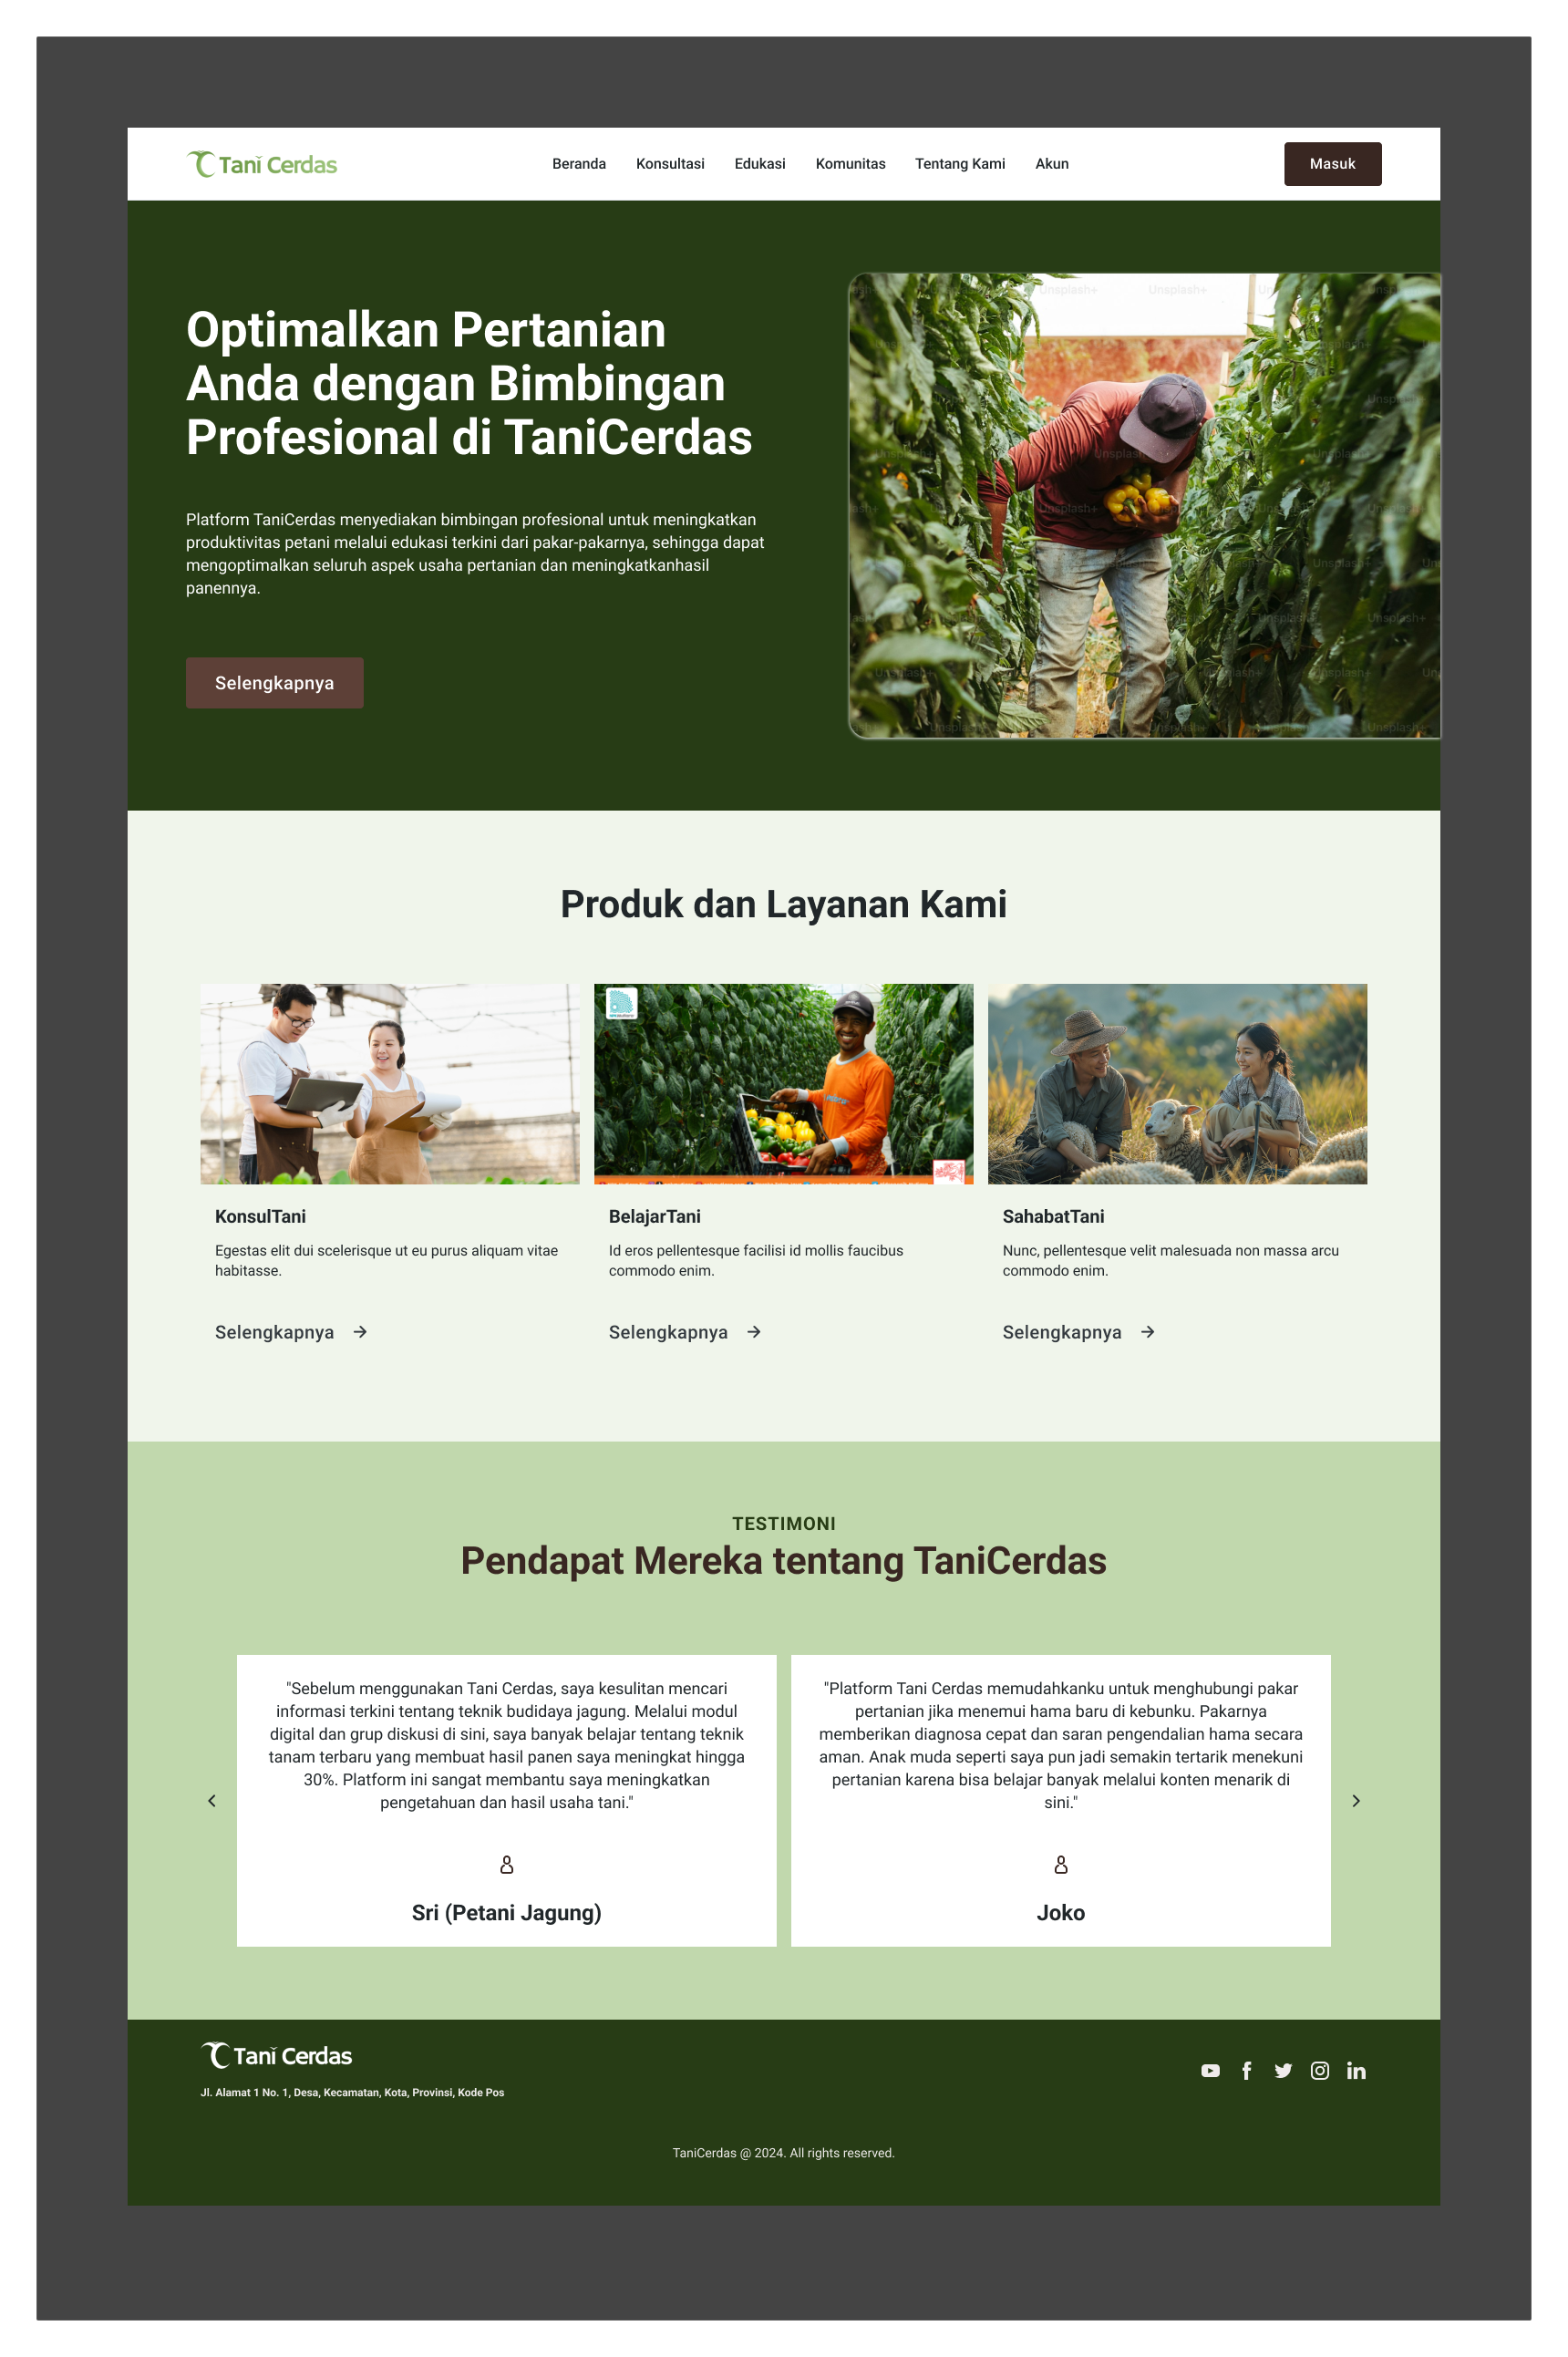 Tani Cerdas
Beranda Konsultasi Edukasi Komunitas Tentang Kami Akun
Masuk
Optimalkan Pertanian
Anda dengan Bimbingan
Profesional di TaniCerdas
Platform TaniCerdas menyediakan bimbingan profesional untuk meningkatkan
produktivitas petani melalui edukasi terkini dari pakar-pakarnya, sehingga dapat
mengoptimalkan seluruh aspek usaha pertanian dan meningkatkanhasil
panennya.
Selengkapnya
Unsplash+ Unsplash+
Produk dan Layanan Kami
KonsulTani
Egestas elit dui scelerisque ut eu purus aliquam vitae
habitasse.
Selengkapnya
BelajarTani
Id eros pellentesque facilisi id mollis faucibus
commodo enim.
Selengkapnya
SahabatTani
Nunc, pellentesque velit malesuada non massa arcu
commodo enim.
Selengkapnya
TESTIMONI
Pendapat Mereka tentang TaniCerdas
"Sebelum menggunakan Tani Cerdas, saya kesulitan mencari
informasi terkini tentang teknik budidaya jagung. Melalui modul
digital dan grup diskusi di sini, saya banyak belajar tentang teknik
tanam terbaru yang membuat hasil panen saya meningkat hingga
30%. Platform ini sangat membantu saya meningkatkan
pengetahuan dan hasil usaha tani."
Sri (Petani Jagung)
"Platform Tani Cerdas memudahkanku untuk menghubungi pakar
pertanian jika menemui hama baru di kebunku. Pakarnya
memberikan diagnosa cepat dan saran pengendalian hama secara
aman. Anak muda seperti saya pun jadi semakin tertarik menekuni
pertanian karena bisa belajar banyak melalui konten menarik di
sini."
Joko
Tani Cerdas
Jl. Alamat 1 No. 1, Desa, Kecamatan, Kota, Provinsi, Kode Pos
TaniCerdas @ 2024. All rights reserved.